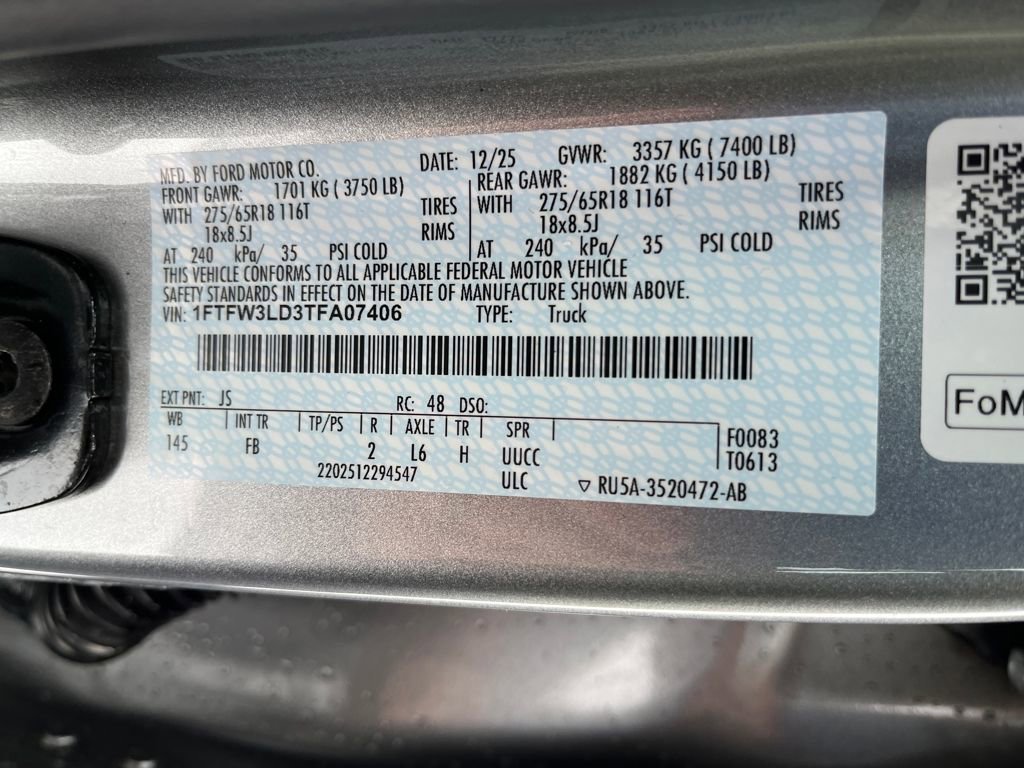 MFD. BY FORD MOTOR CO. DATE: 12/25 GVWR: 3357 KG ( 7400 LB)
FRONT GAWR: 1701 KG ( 3750 LB) REAR GAWR: 1882 KG ( 4150 LB)
WITH 275/65R18 116T TIRES WITH 275/65R18 116T TIRES
18x8.5J RIMS 18x8.5J RIMS
AT 240 kPa/ 35 PSI COLD AT 240 kPa/ 35 PSI COLD
THIS VEHICLE CONFORMS TO ALL APPLICABLE FEDERAL MOTOR VEHICLE
SAFETY STANDARDS IN EFFECT ON THE DATE OF MANUFACTURE SHOWN ABOVE.
VIN: 1FTFW3LD3TFA07406 TYPE: Truck
EXT PNT: JS RC: 48 DSO:
WB INT TR TP/PS R AXLE TR SPR F0083
145 FB 2 L6 H UUCC T0613
2202512294547 ULC ▽ RU5A-3520472-AB
FoM